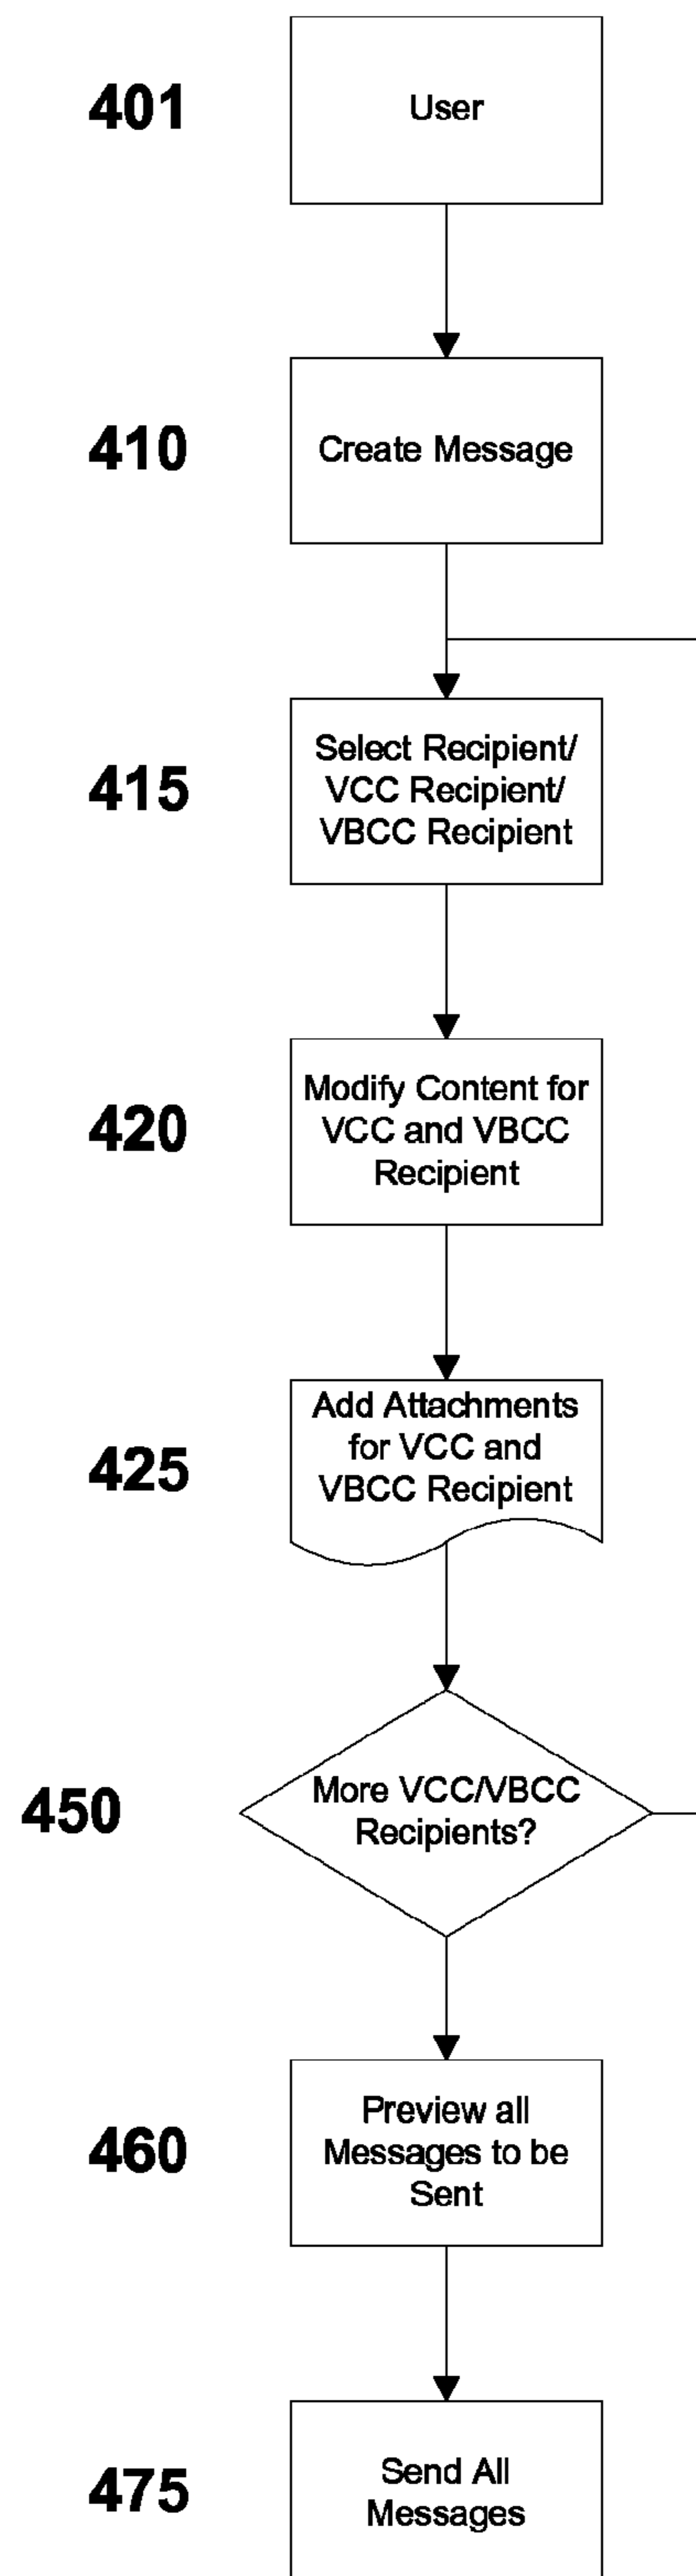 401
User
410
Create Message
415
Select Recipient/
VCC Recipient/
VBCC Recipient
420
Modify Content for
VCC and VBCC
Recipient
425
Add Attachments
for VCC and
VBCC Recipient
450
More VCC/VBCC
Recipients?
460
Preview all
Messages to be
Sent
475
Send All
Messages